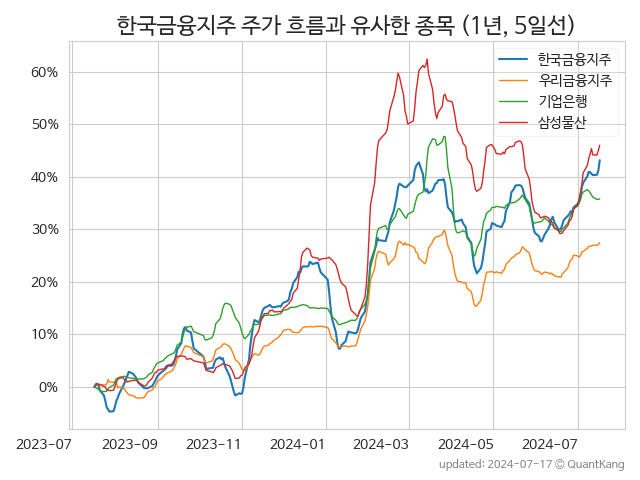 한국금융지주 주가 흐름과 유사한 종목 (1년, 5일선)
한국금융지주
우리금융지주
기업은행
삼성물산
60%
50%
40%
30%
20%
10%
0%
2023-07
2023-09
2023-11
2024-01
2024-03
2024-05
2024-07
updated: 2024-07-17 © QuantKang